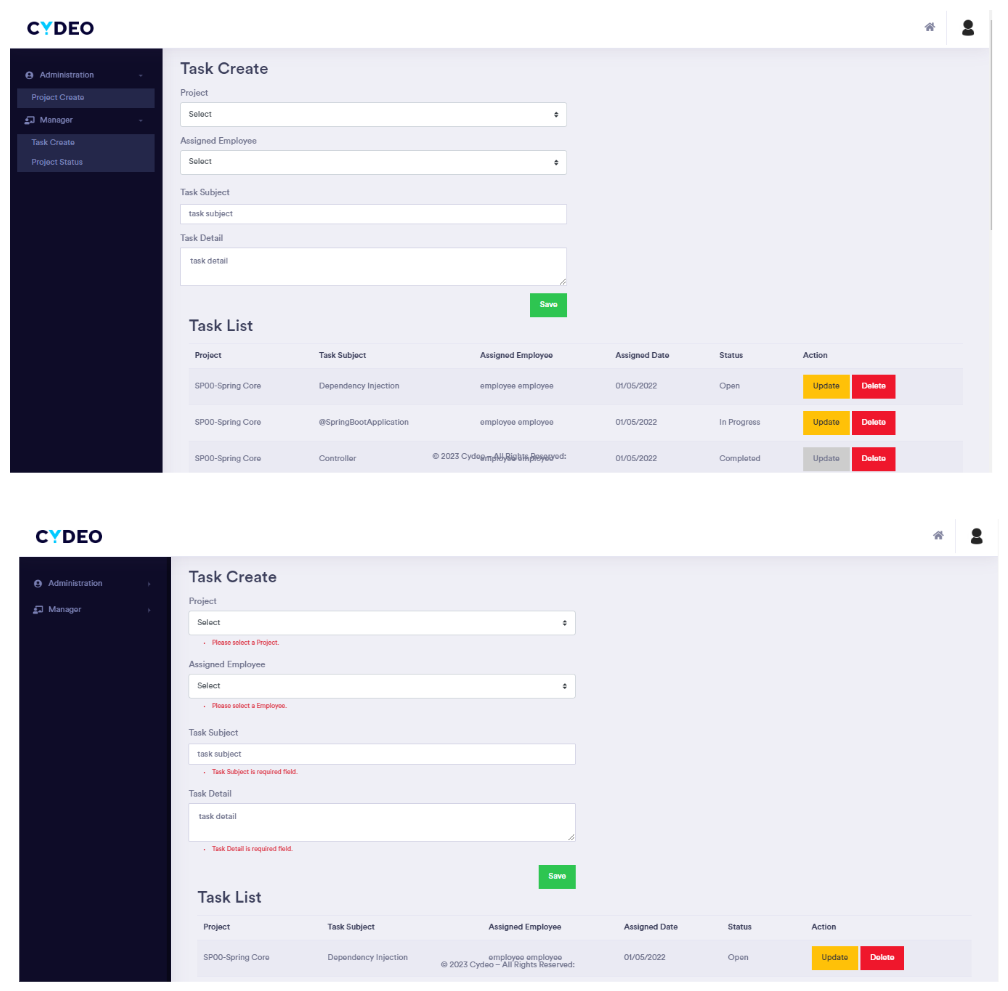 CYDEO
Administration
Project Create
Manager
Task Create
Project Status
Task Create
Project
Select
Assigned Employee
Select
Task Subject
task subject
Task Detail
task detail
Save
Task List
Project Task Subject Assigned Employee Assigned Date Status Action
SP00-Spring Core Dependency Injection employee employee 01/05/2022 Open Update Delete
SP00-Spring Core @SpringBootApplication employee employee 01/05/2022 In Progress Update Delete
SP00-Spring Core Controller employee employee 01/05/2022 Completed Update Delete
© 2023 Cydeo – All Rights Reserved:
CYDEO
Administration
Manager
Task Create
Project
Select
Please select a Project.
Assigned Employee
Select
Please select a Employee.
Task Subject
task subject
Task Subject is required field.
Task Detail
task detail
Task Detail is required field.
Save
Task List
Project Task Subject Assigned Employee Assigned Date Status Action
SP00-Spring Core Dependency Injection employee employee 01/05/2022 Open Update Delete
© 2023 Cydeo – All Rights Reserved: